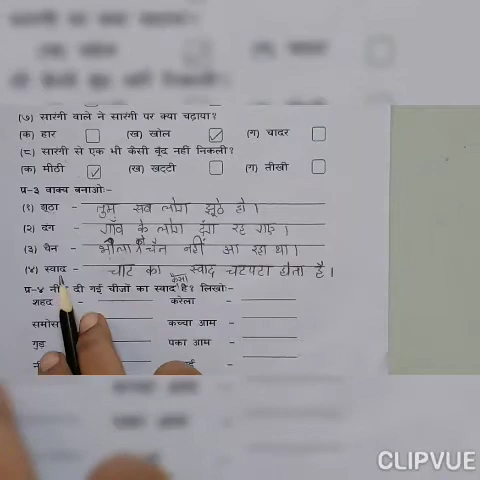 (७) सारंगी वाले ने सारंगी पर क्या चढ़ाया?
(क) हार (ख) खोल ✓ (ग) चादर
(८) सारंगी से एक भी कैसी बूंद नहीं निकली?
(क) मीठी ✓ (ख) खट्टी (ग) तीखी
प्र-३ वाक्य बनाओ:-
(१) झूठा - तुम सब लोग झूठे हो।
(२) दंग - गाँव के लोग दंग रह गए।
(३) चैन - भोला को चैन नहीं आ रहा था।
(४) स्वाद - चाट का स्वाद चटपटा होता है।
प्र-४ दी गई चीजों का स्वाद कैसा है? लिखो:-
शहद - करेला -
कच्चा आम -
गुड़ पका आम -
CLIPVUE